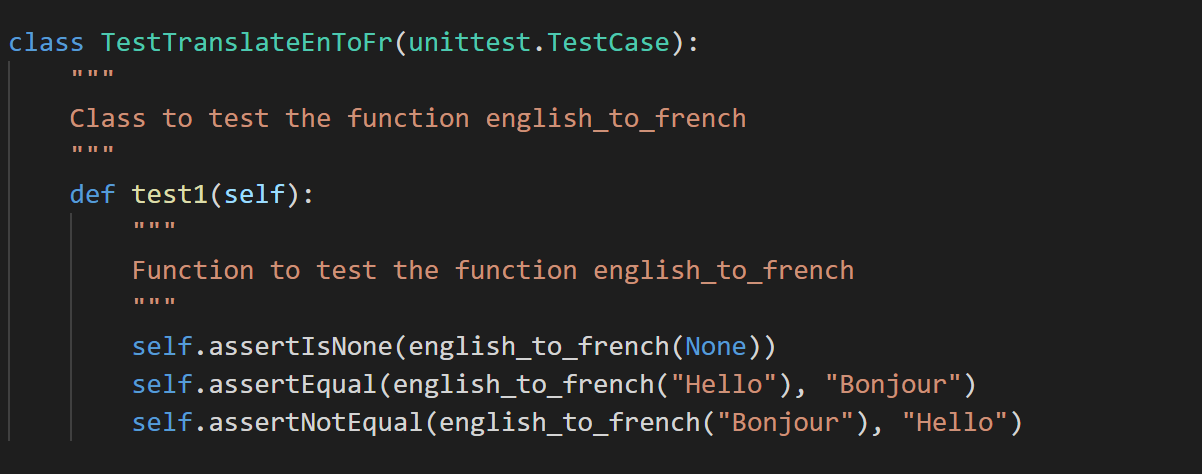 class TestTranslateEnToFr(unittest.TestCase):
    """
    Class to test the function english_to_french
    """
    def test1(self):
        """
        Function to test the function english_to_french
        """
        self.assertIsNone(english_to_french(None))
        self.assertEqual(english_to_french("Hello"), "Bonjour")
        self.assertNotEqual(english_to_french("Bonjour"), "Hello")